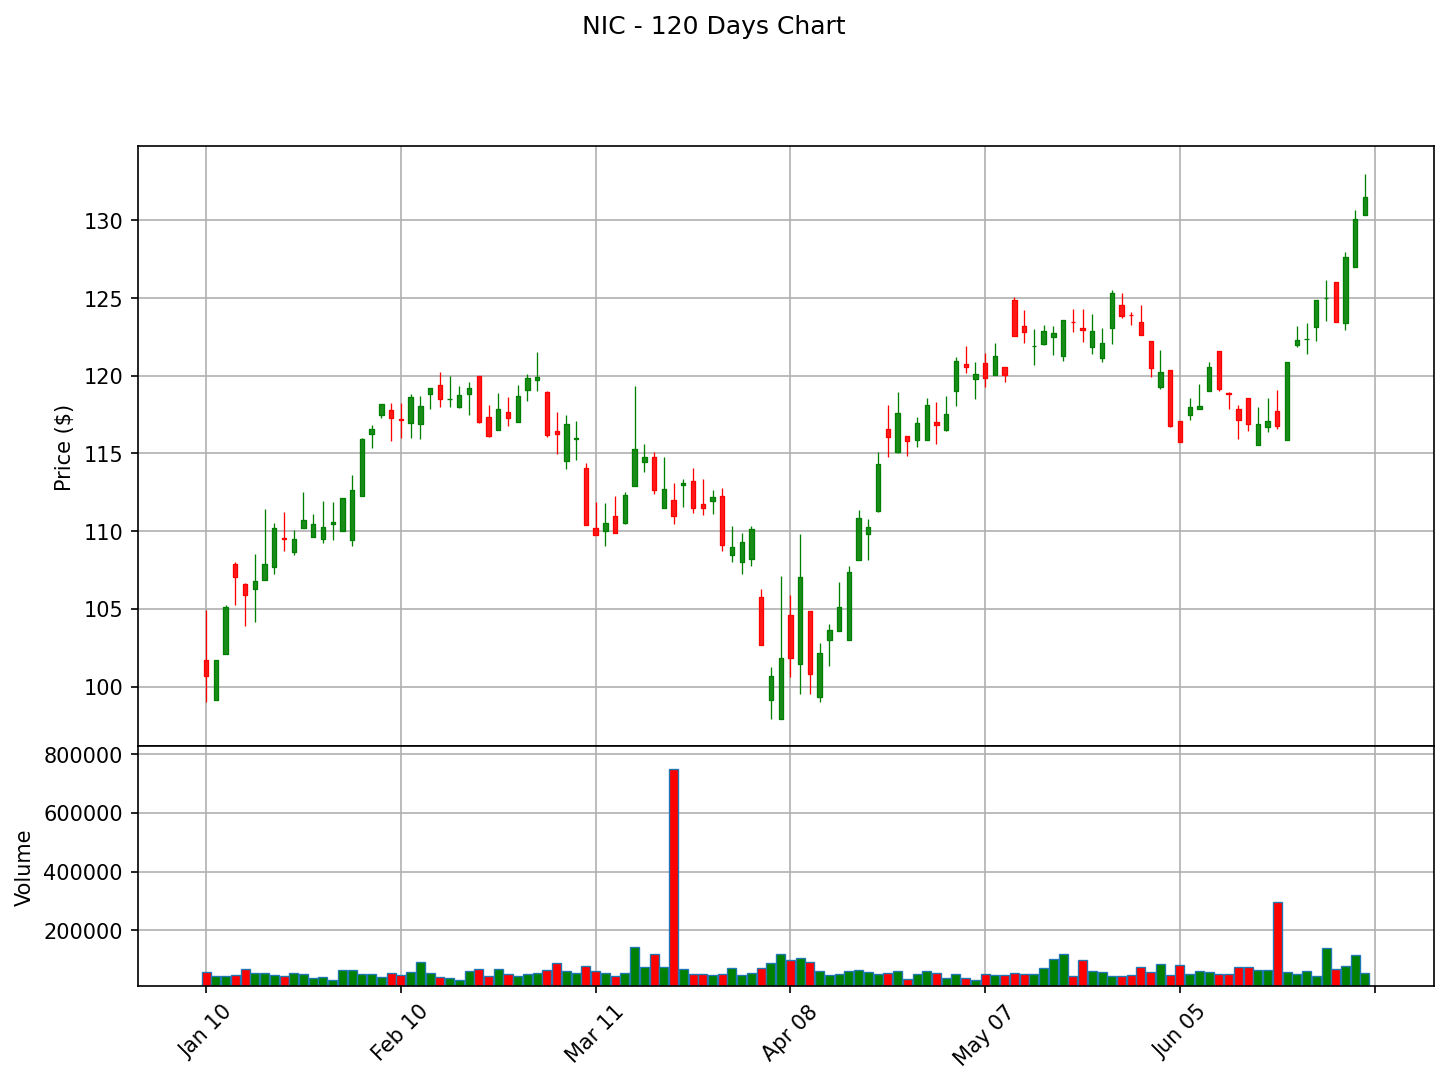 NIC - 120 Days Chart
Price ($)
130
125
120
115
110
105
100
Volume
800000
600000
400000
200000
Jan 10
Feb 10
Mar 11
Apr 08
May 07
Jun 05